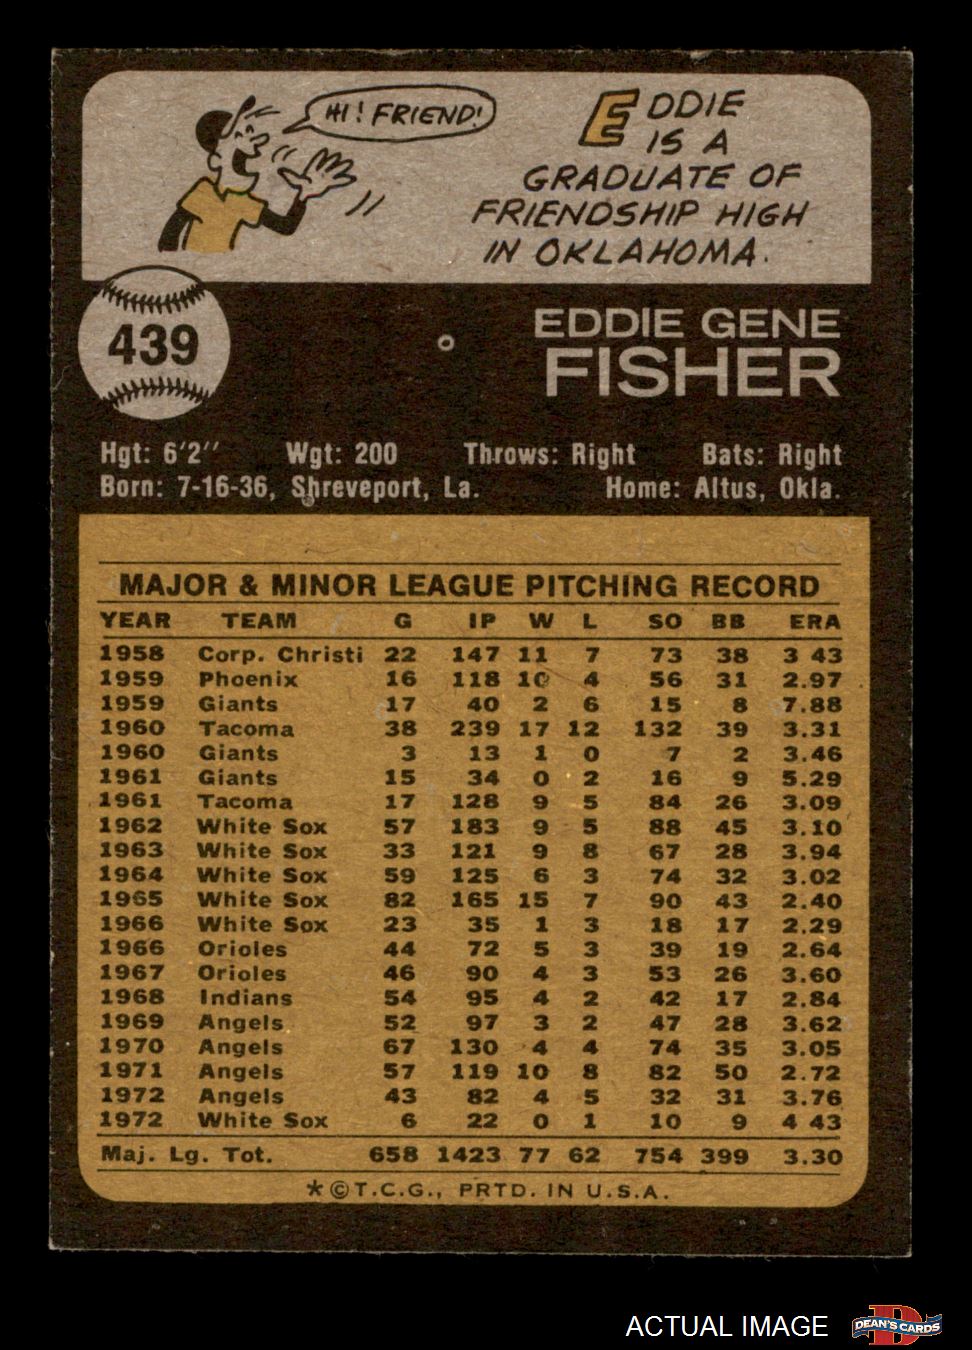 HI! FRIEND!
EDDIE
IS A
GRADUATE OF
FRIENDSHIP HIGH
IN OKLAHOMA.
439
EDDIE GENE
FISHER
Hgt: 6'2'' Wgt: 200 Throws: Right Bats: Right
Born: 7-16-36, Shreveport, La. Home: Altus, Okla.
MAJOR & MINOR LEAGUE PITCHING RECORD
YEAR TEAM G IP W L SO BB ERA
1958 Corp. Christi 22 147 11 7 73 38 3 43
1959 Phoenix 16 118 10 4 56 31 2.97
1959 Giants 17 40 2 6 15 8 7.88
1960 Tacoma 38 239 17 12 132 39 3.31
1960 Giants 3 13 1 0 7 2 3.46
1961 Giants 15 34 0 2 16 9 5.29
1961 Tacoma 17 128 9 5 84 26 3.09
1962 White Sox 57 183 9 5 88 45 3.10
1963 White Sox 33 121 9 8 67 28 3.94
1964 White Sox 59 125 6 3 74 32 3.02
1965 White Sox 82 165 15 7 90 43 2.40
1966 White Sox 23 35 1 3 18 17 2.29
1966 Orioles 44 72 5 3 39 19 2.64
1967 Orioles 46 90 4 3 53 26 3.60
1968 Indians 54 95 4 2 42 17 2.84
1969 Angels 52 97 3 2 47 28 3.62
1970 Angels 67 130 4 4 74 35 3.05
1971 Angels 57 119 10 8 82 50 2.72
1972 Angels 43 82 4 5 32 31 3.76
1972 White Sox 6 22 0 1 10 9 4 43
Maj. Lg. Tot. 658 1423 77 62 754 399 3.30
*©T.C.G., PRTD. IN U.S.A.
ACTUAL IMAGE
D
DEAN'S CARDS